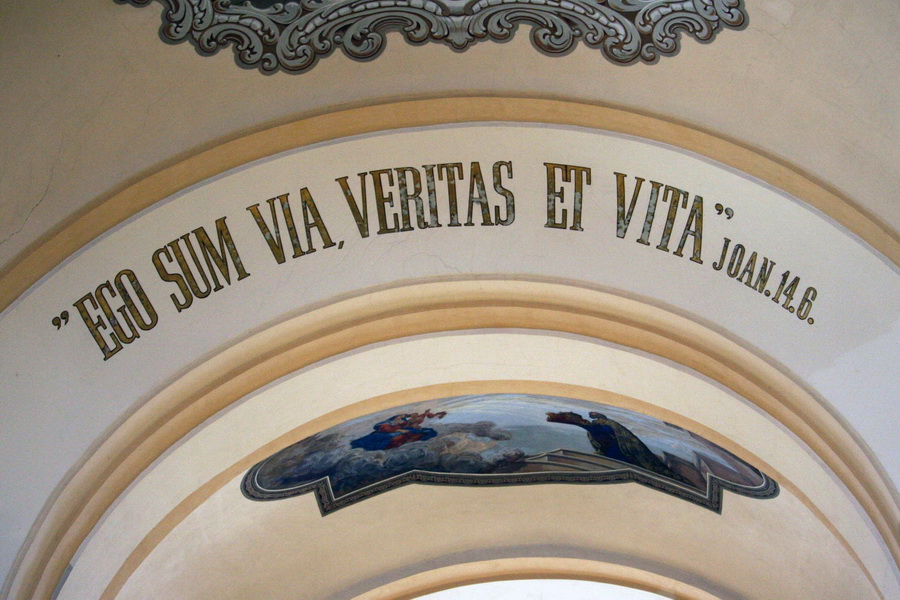 ”EGO SUM VIA, VERITAS ET VITA” JOAN. 14. 6.